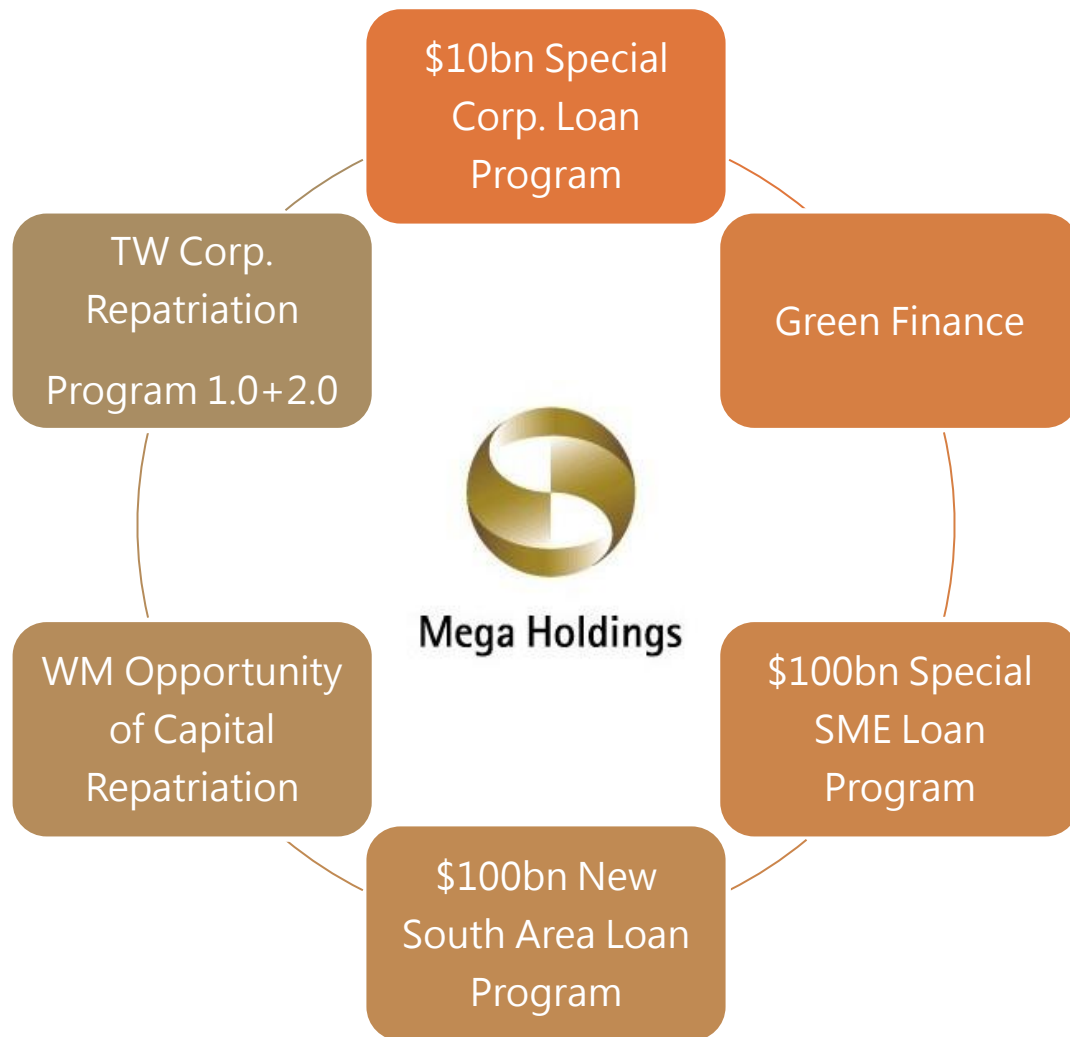 $10bn Special
Corp. Loan
Program
Green Finance
$100bn Special
SME Loan
Program
$100bn New
South Area Loan
Program
WM Opportunity
of Capital
Repatriation
TW Corp.
Repatriation
Program 1.0+2.0
Mega Holdings